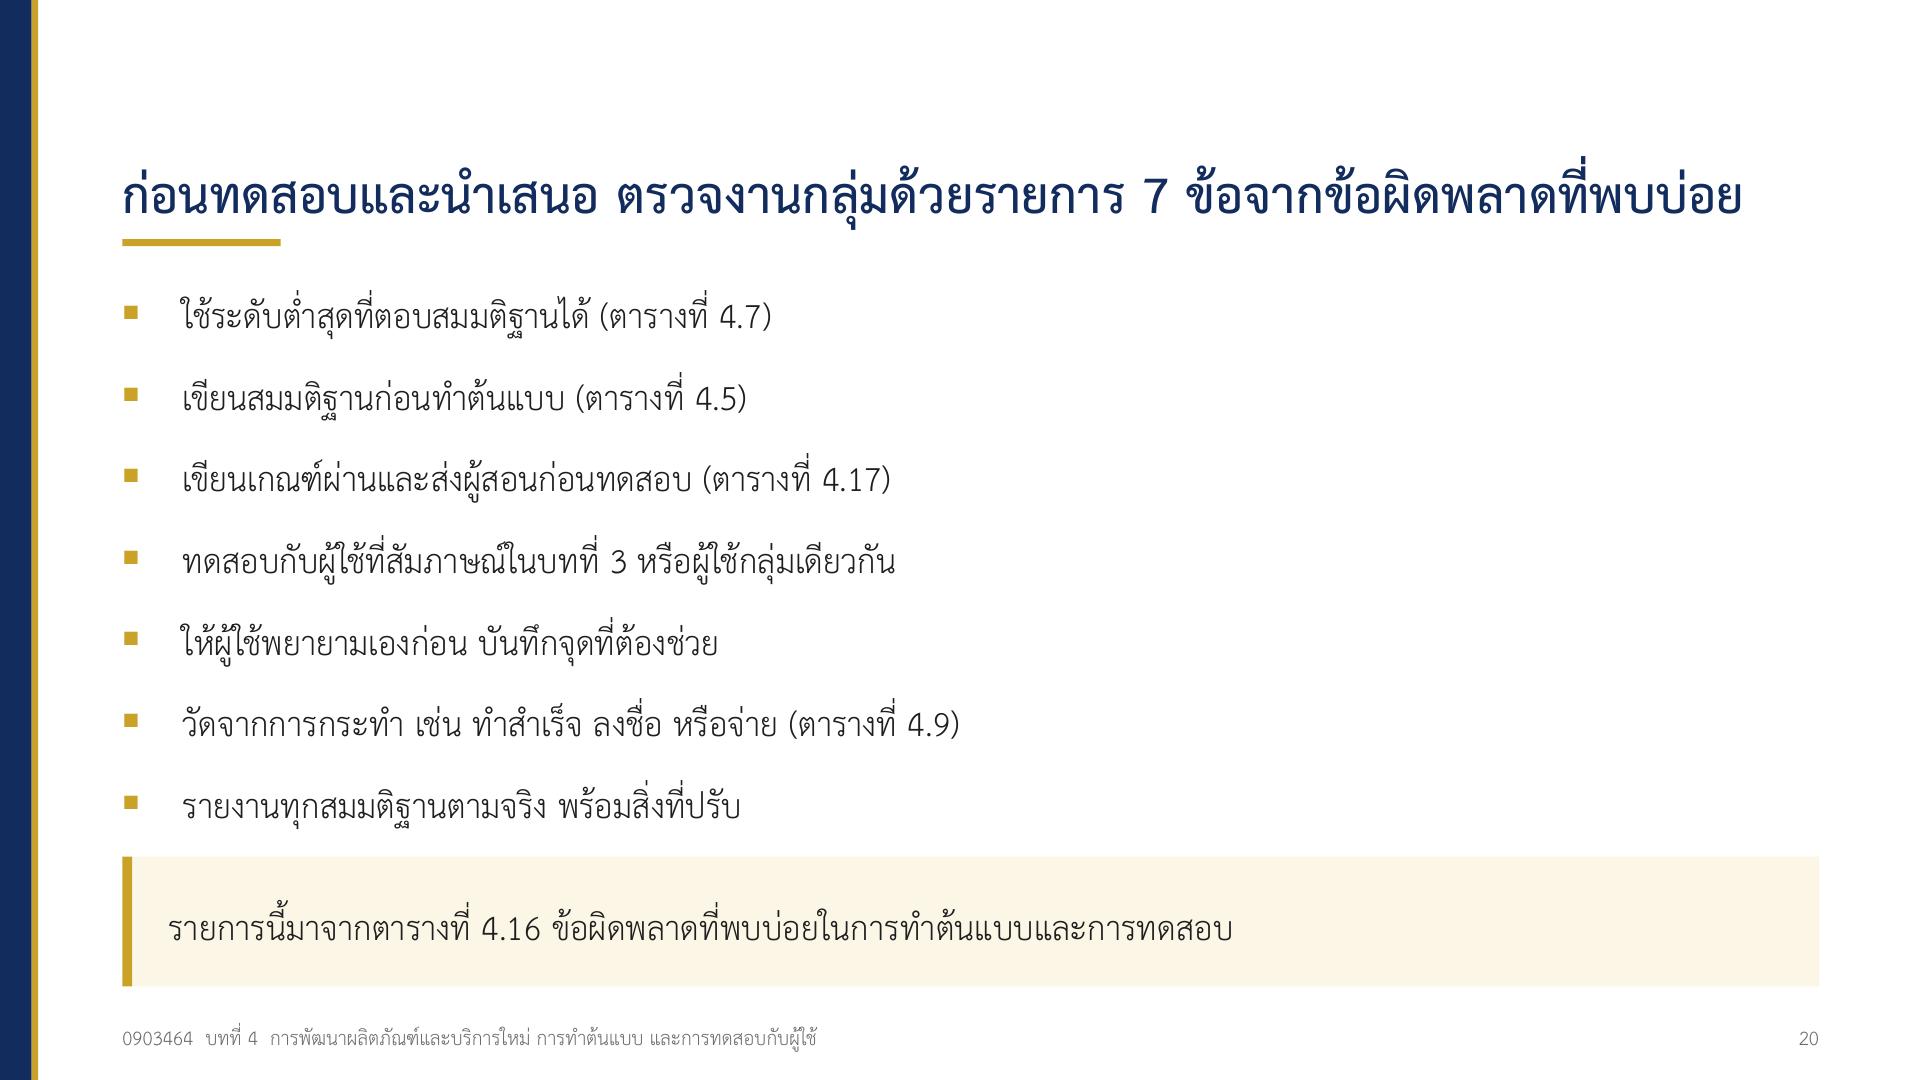 ก่อนทดสอบและนำเสนอ ตรวจงานกลุ่มด้วยรายการ 7 ข้อจากข้อผิดพลาดที่พบบ่อย
ใช้ระดับต่ำสุดที่ตอบสมมติฐานได้ (ตารางที่ 4.7)
เขียนสมมติฐานก่อนทำต้นแบบ (ตารางที่ 4.5)
เขียนเกณฑ์ผ่านและส่งผู้สอนก่อนทดสอบ (ตารางที่ 4.17)
ทดสอบกับผู้ใช้ที่สัมภาษณ์ในบทที่ 3 หรือผู้ใช้กลุ่มเดียวกัน
ให้ผู้ใช้พยายามเองก่อน บันทึกจุดที่ต้องช่วย
วัดจากการกระทำ เช่น ทำสำเร็จ ลงชื่อ หรือจ่าย (ตารางที่ 4.9)
รายงานทุกสมมติฐานตามจริง พร้อมสิ่งที่ปรับ
รายการนี้มาจากตารางที่ 4.16 ข้อผิดพลาดที่พบบ่อยในการทำต้นแบบและการทดสอบ
0903464 บทที่ 4 การพัฒนาผลิตภัณฑ์และบริการใหม่ การทำต้นแบบ และการทดสอบกับผู้ใช้
20